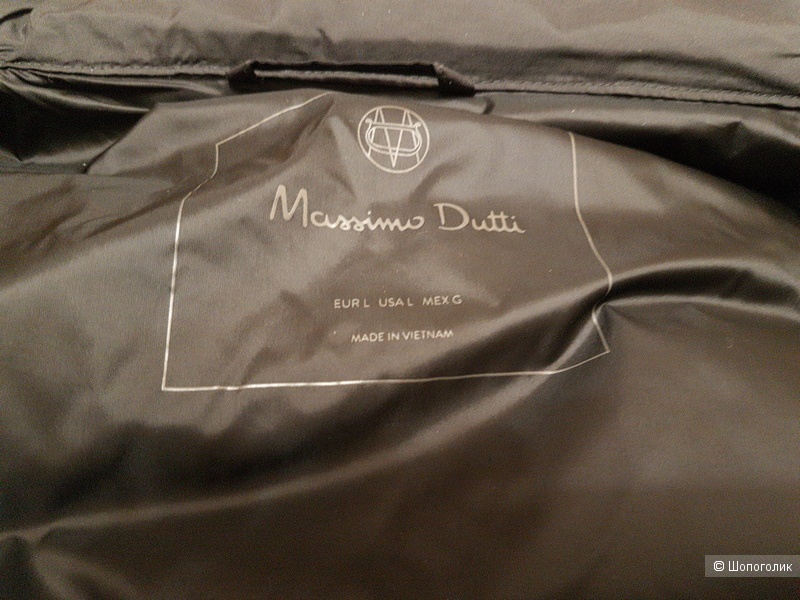 Massimo Dutti
EUR L USA L MEX G
MADE IN VIETNAM
© Шопоголик